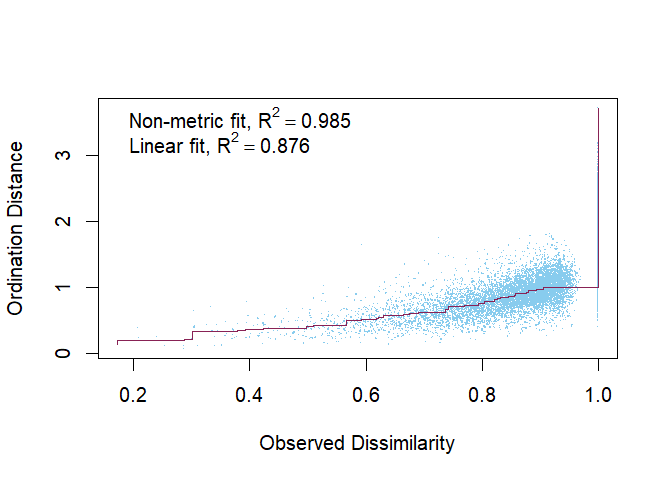 Non-metric fit, R² = 0.985
Linear fit, R² = 0.876
Ordination Distance
3
2
1
0
0.2 0.4 0.6 0.8 1.0
Observed Dissimilarity